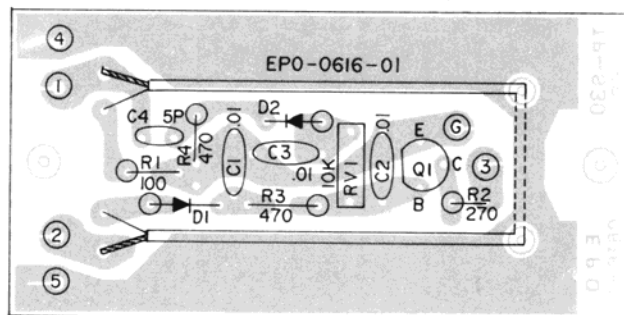 4
EPO-0616-01
1
C4 5P
.01
D2
.01
E
G
R4
470
C1
C3
10K
RV1
C2
Q1
C
3
R1
100
.01
R3
470
B
R2
270
D1
2
5
TP-S30
EPO